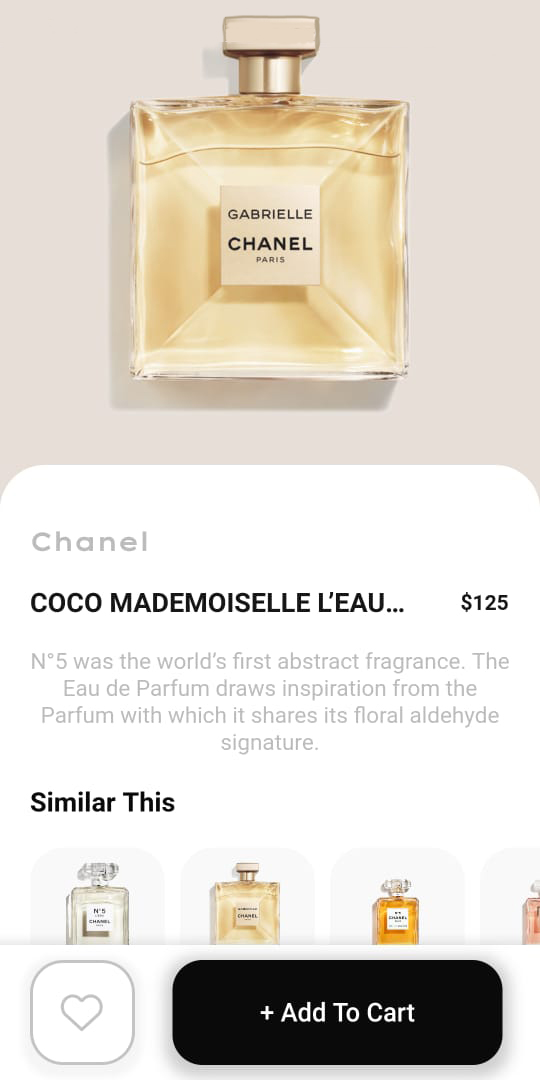 GABRIELLE
CHANEL
PARIS
Chanel
COCO MADEMOISELLE L’EAU...
$125
N°5 was the world’s first abstract fragrance. The
Eau de Parfum draws inspiration from the
Parfum with which it shares its floral aldehyde
signature.
Similar This
N°5
CHANEL
CHANEL
CHANEL
+ Add To Cart